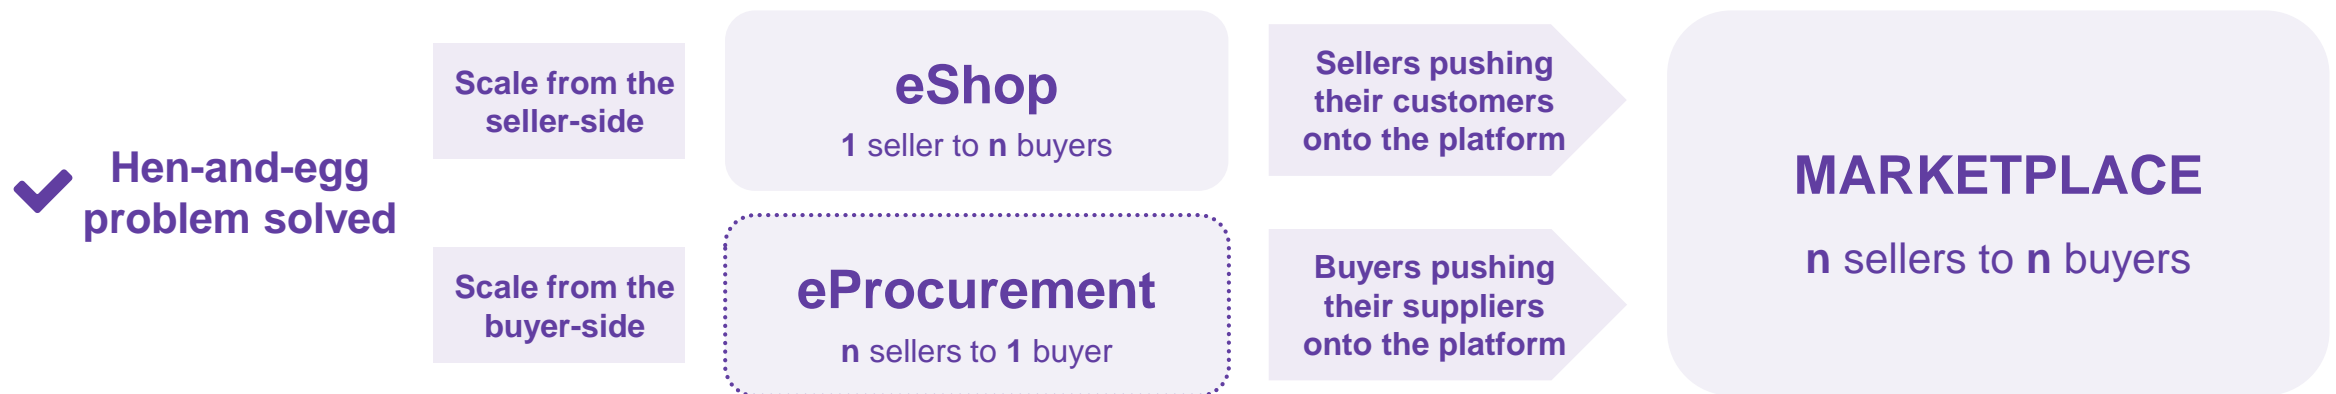 Hen-and-egg
problem solved
Scale from the
seller-side
eShop
1 seller to n buyers
Sellers pushing
their customers
onto the platform
Scale from the
buyer-side
eProcurement
n sellers to 1 buyer
Buyers pushing
their suppliers
onto the platform
MARKETPLACE
n sellers to n buyers